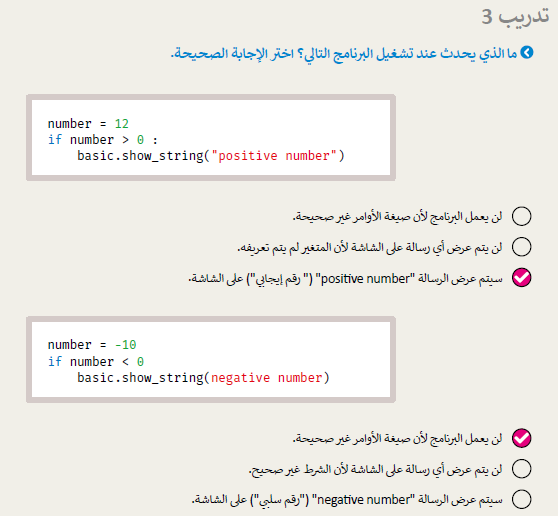 تدريب 3
ما الذي يحدث عند تشغيل البرنامج التالي؟ اختر الإجابة الصحيحة.
number = 12
if number > 0 :
    basic.show_string("positive number")
لن يعمل البرنامج لأن صيغة الأوامر غير صحيحة.
لن يتم عرض أي رسالة على الشاشة لأن المتغير لم يتم تعريفه.
سيتم عرض الرسالة "positive number" ("رقم إيجابي") على الشاشة.
number = -10
if number < 0
    basic.show_string(negative number)
لن يعمل البرنامج لأن صيغة الأوامر غير صحيحة.
لن يتم عرض أي رسالة على الشاشة لأن الشرط غير صحيح.
سيتم عرض الرسالة "negative number" ("رقم سلبي") على الشاشة.